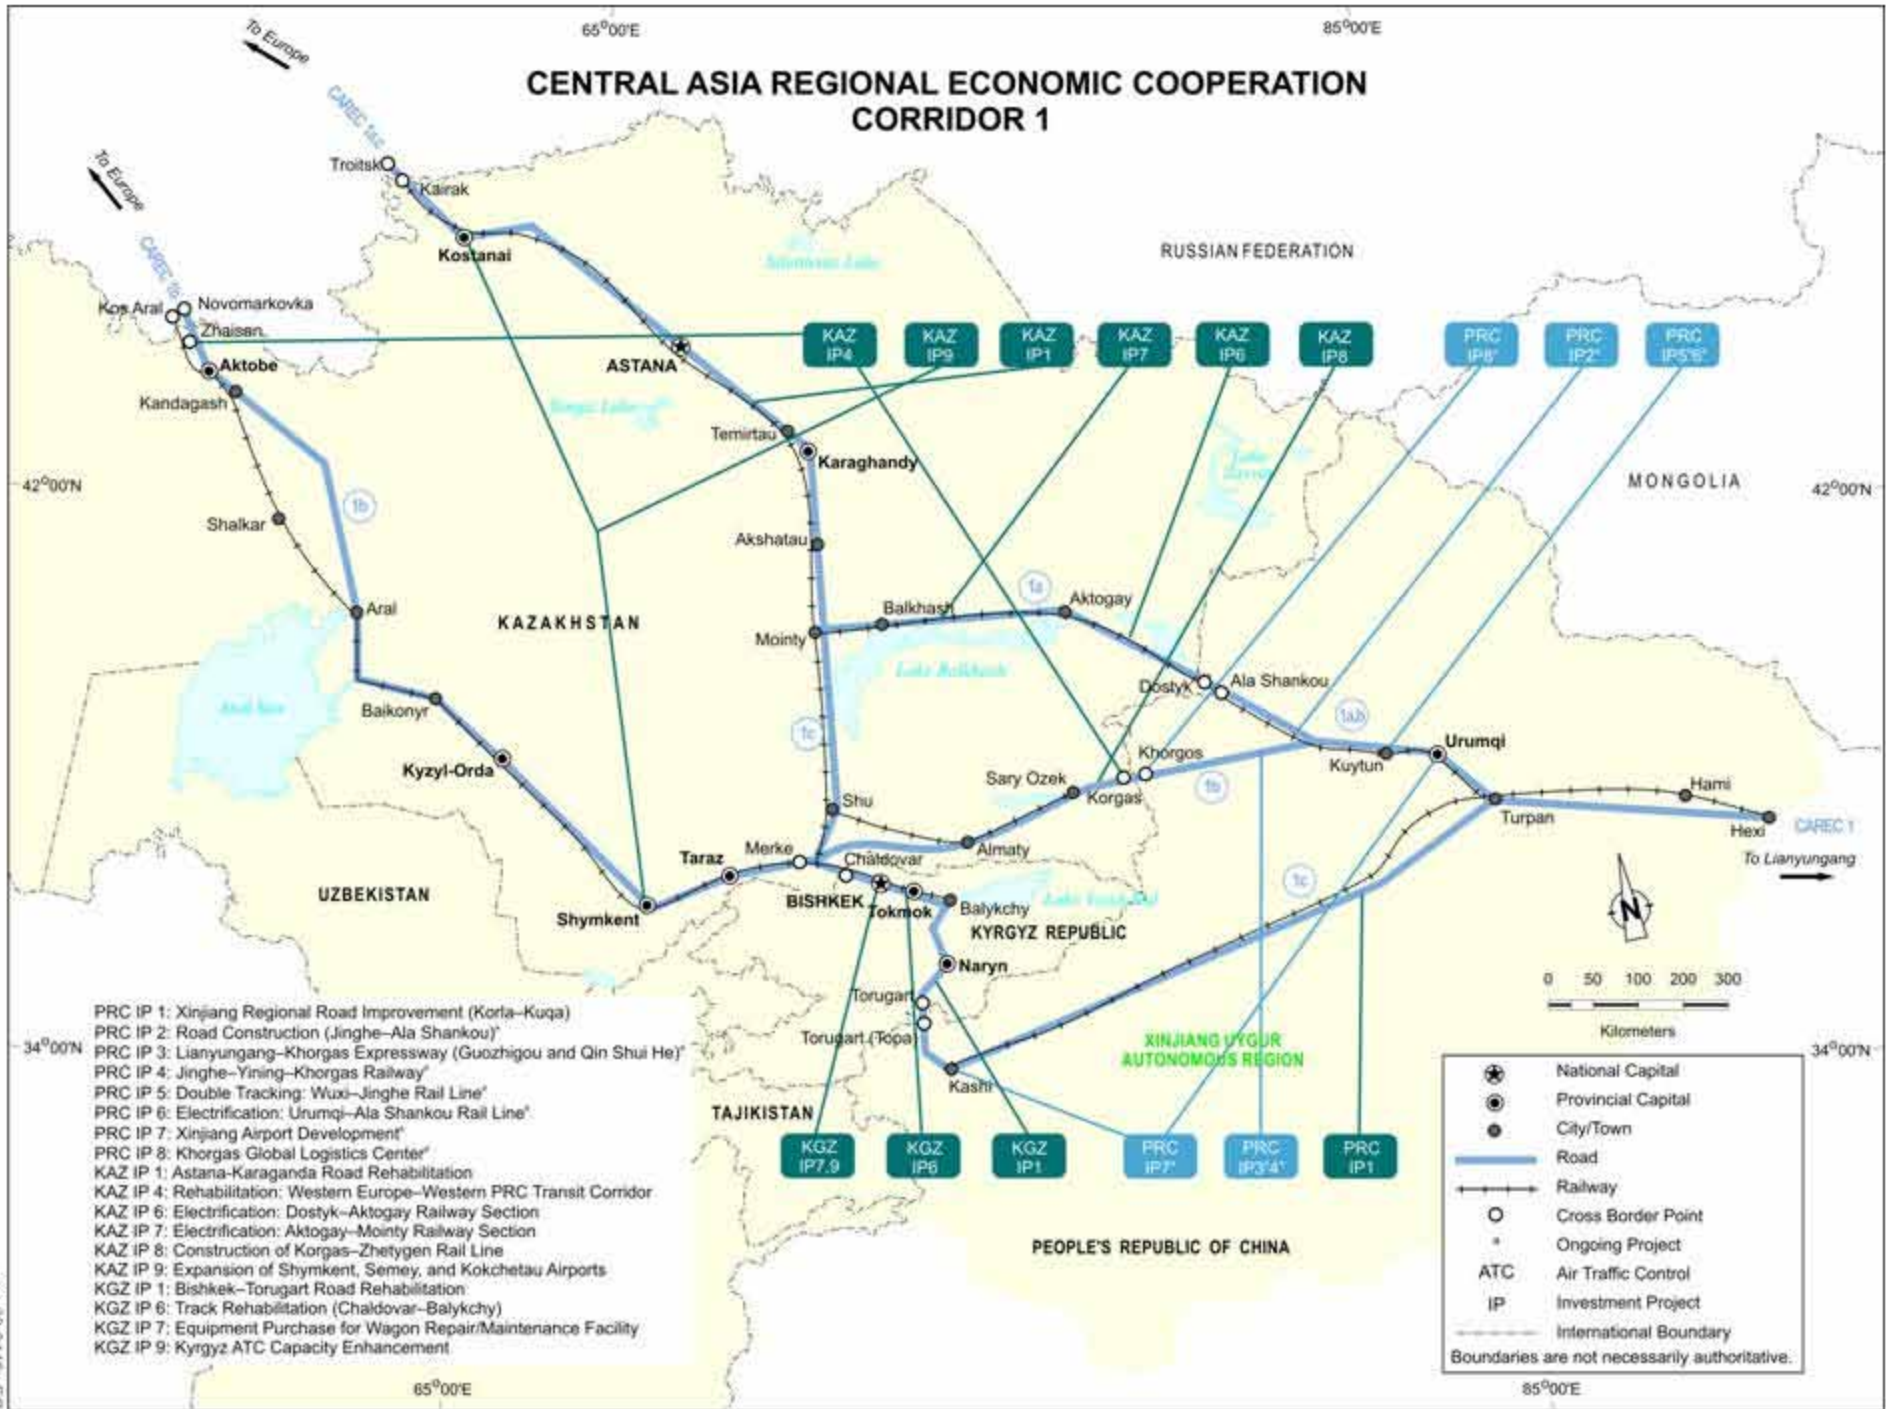 65°00'E
85°00'E
To Europe
CENTRAL ASIA REGIONAL ECONOMIC COOPERATION
CORRIDOR 1
To Europe
Troitsk
Kairak
Kostanai
RUSSIAN FEDERATION
Kos Aral
Novomarkovka
Zhaisan
Aktobe
Kandagash
ASTANA
KAZ
IP4
KAZ
IP9
KAZ
IP1
KAZ
IP7
KAZ
IP6
KAZ
IP8
PRC
IP8*
PRC
IP2*
PRC
IP5*6*
Temirtau
Karaghandy
42°00'N
MONGOLIA
42°00'N
1b
Shalkar
Akshatau
Aral
KAZAKHSTAN
1a
Balkhash
Aktogay
Mointy
Lake Balkhash
Dostyk
Ala Shankou
Aral Sea
Baikonyr
1c
1a,b
Kyzyl-Orda
Khorgos
Kuytun
Urumqi
Sary Ozek
Korgas
1b
Hami
Shu
Turpan
Hexi
CAREC 1
To Lianyungang
Taraz
Merke
Chaldovar
Almaty
1c
UZBEKISTAN
BISHKEK
Tokmok
Balykchy
Shymkent
KYRGYZ REPUBLIC
N
Naryn
Torugart
Torugart (Topa)
XINJIANG UYGUR
AUTONOMOUS REGION
Kashi
0 50 100 200 300
Kilometers
34°00'N
34°00'N
TAJIKISTAN
KGZ
IP7,9
KGZ
IP6
KGZ
IP1
PRC
IP7*
PRC
IP3*4*
PRC
IP1
PEOPLE'S REPUBLIC OF CHINA
PRC IP 1: Xinjiang Regional Road Improvement (Korla–Kuqa)
PRC IP 2: Road Construction (Jinghe–Ala Shankou)*
PRC IP 3: Lianyungang–Khorgas Expressway (Guozhigou and Qin Shui He)*
PRC IP 4: Jinghe–Yining–Khorgas Railway*
PRC IP 5: Double Tracking: Wuxi–Jinghe Rail Line*
PRC IP 6: Electrification: Urumqi–Ala Shankou Rail Line*
PRC IP 7: Xinjiang Airport Development*
PRC IP 8: Khorgas Global Logistics Center*
KAZ IP 1: Astana-Karaganda Road Rehabilitation
KAZ IP 4: Rehabilitation: Western Europe–Western PRC Transit Corridor
KAZ IP 6: Electrification: Dostyk–Aktogay Railway Section
KAZ IP 7: Electrification: Aktogay–Mointy Railway Section
KAZ IP 8: Construction of Korgas–Zhetygen Rail Line
KAZ IP 9: Expansion of Shymkent, Semey, and Kokchetau Airports
KGZ IP 1: Bishkek–Torugart Road Rehabilitation
KGZ IP 6: Track Rehabilitation (Chaldovar–Balykchy)
KGZ IP 7: Equipment Purchase for Wagon Repair/Maintenance Facility
KGZ IP 9: Kyrgyz ATC Capacity Enhancement
National Capital
Provincial Capital
City/Town
Road
Railway
Cross Border Point
* Ongoing Project
ATC Air Traffic Control
IP Investment Project
International Boundary
Boundaries are not necessarily authoritative.
65°00'E
85°00'E